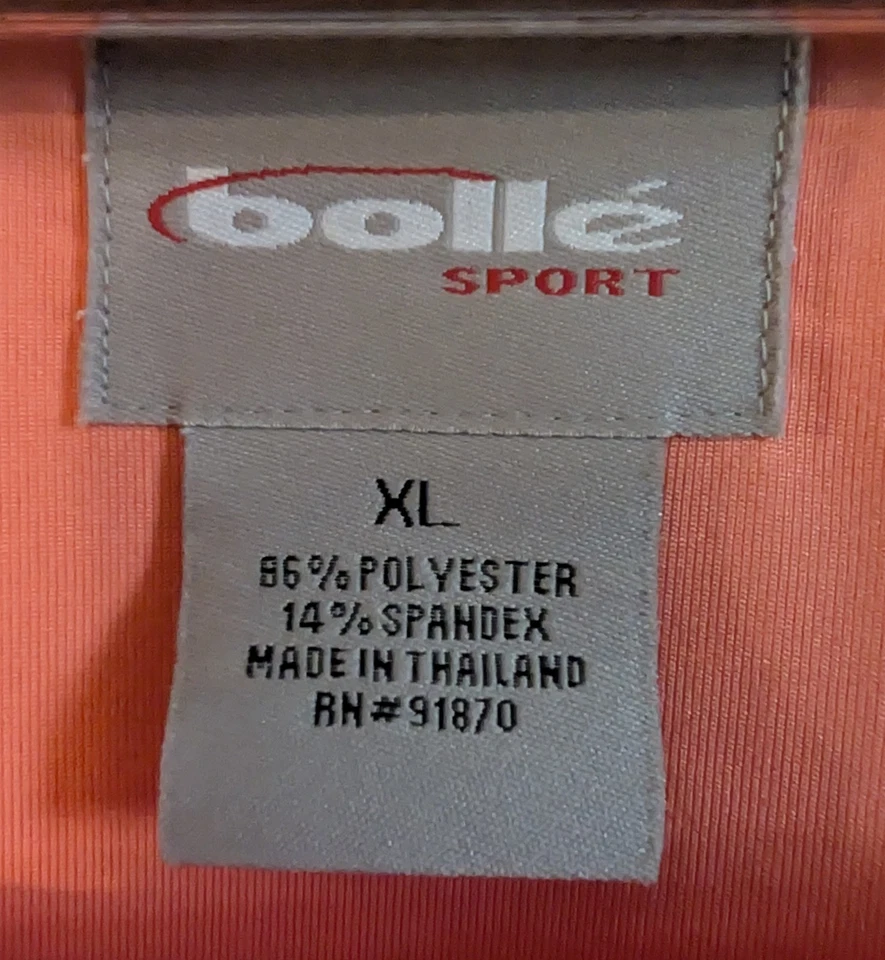 bollé
SPORT
XL
86% POLYESTER
14% SPANDEX
MADE IN THAILAND
RN# 91870